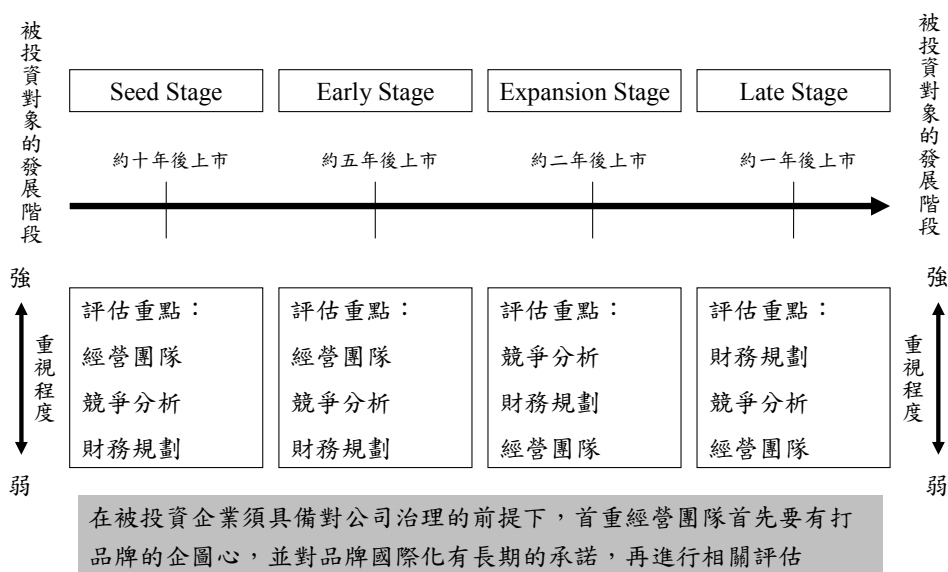 被投資對象的發展階段
被投資對象的發展階段
Seed Stage
Early Stage
Expansion Stage
Late Stage
約十年後上市
約五年後上市
約二年後上市
約一年後上市
強
重視程度
弱
評估重點：
經營團隊
競爭分析
財務規劃
評估重點：
經營團隊
競爭分析
財務規劃
評估重點：
競爭分析
財務規劃
經營團隊
評估重點：
財務規劃
競爭分析
經營團隊
強
重視程度
弱
在被投資企業須具備對公司治理的前提下，首重經營團隊首先要有打
品牌的企圖心，並對品牌國際化有長期的承諾，再進行相關評估